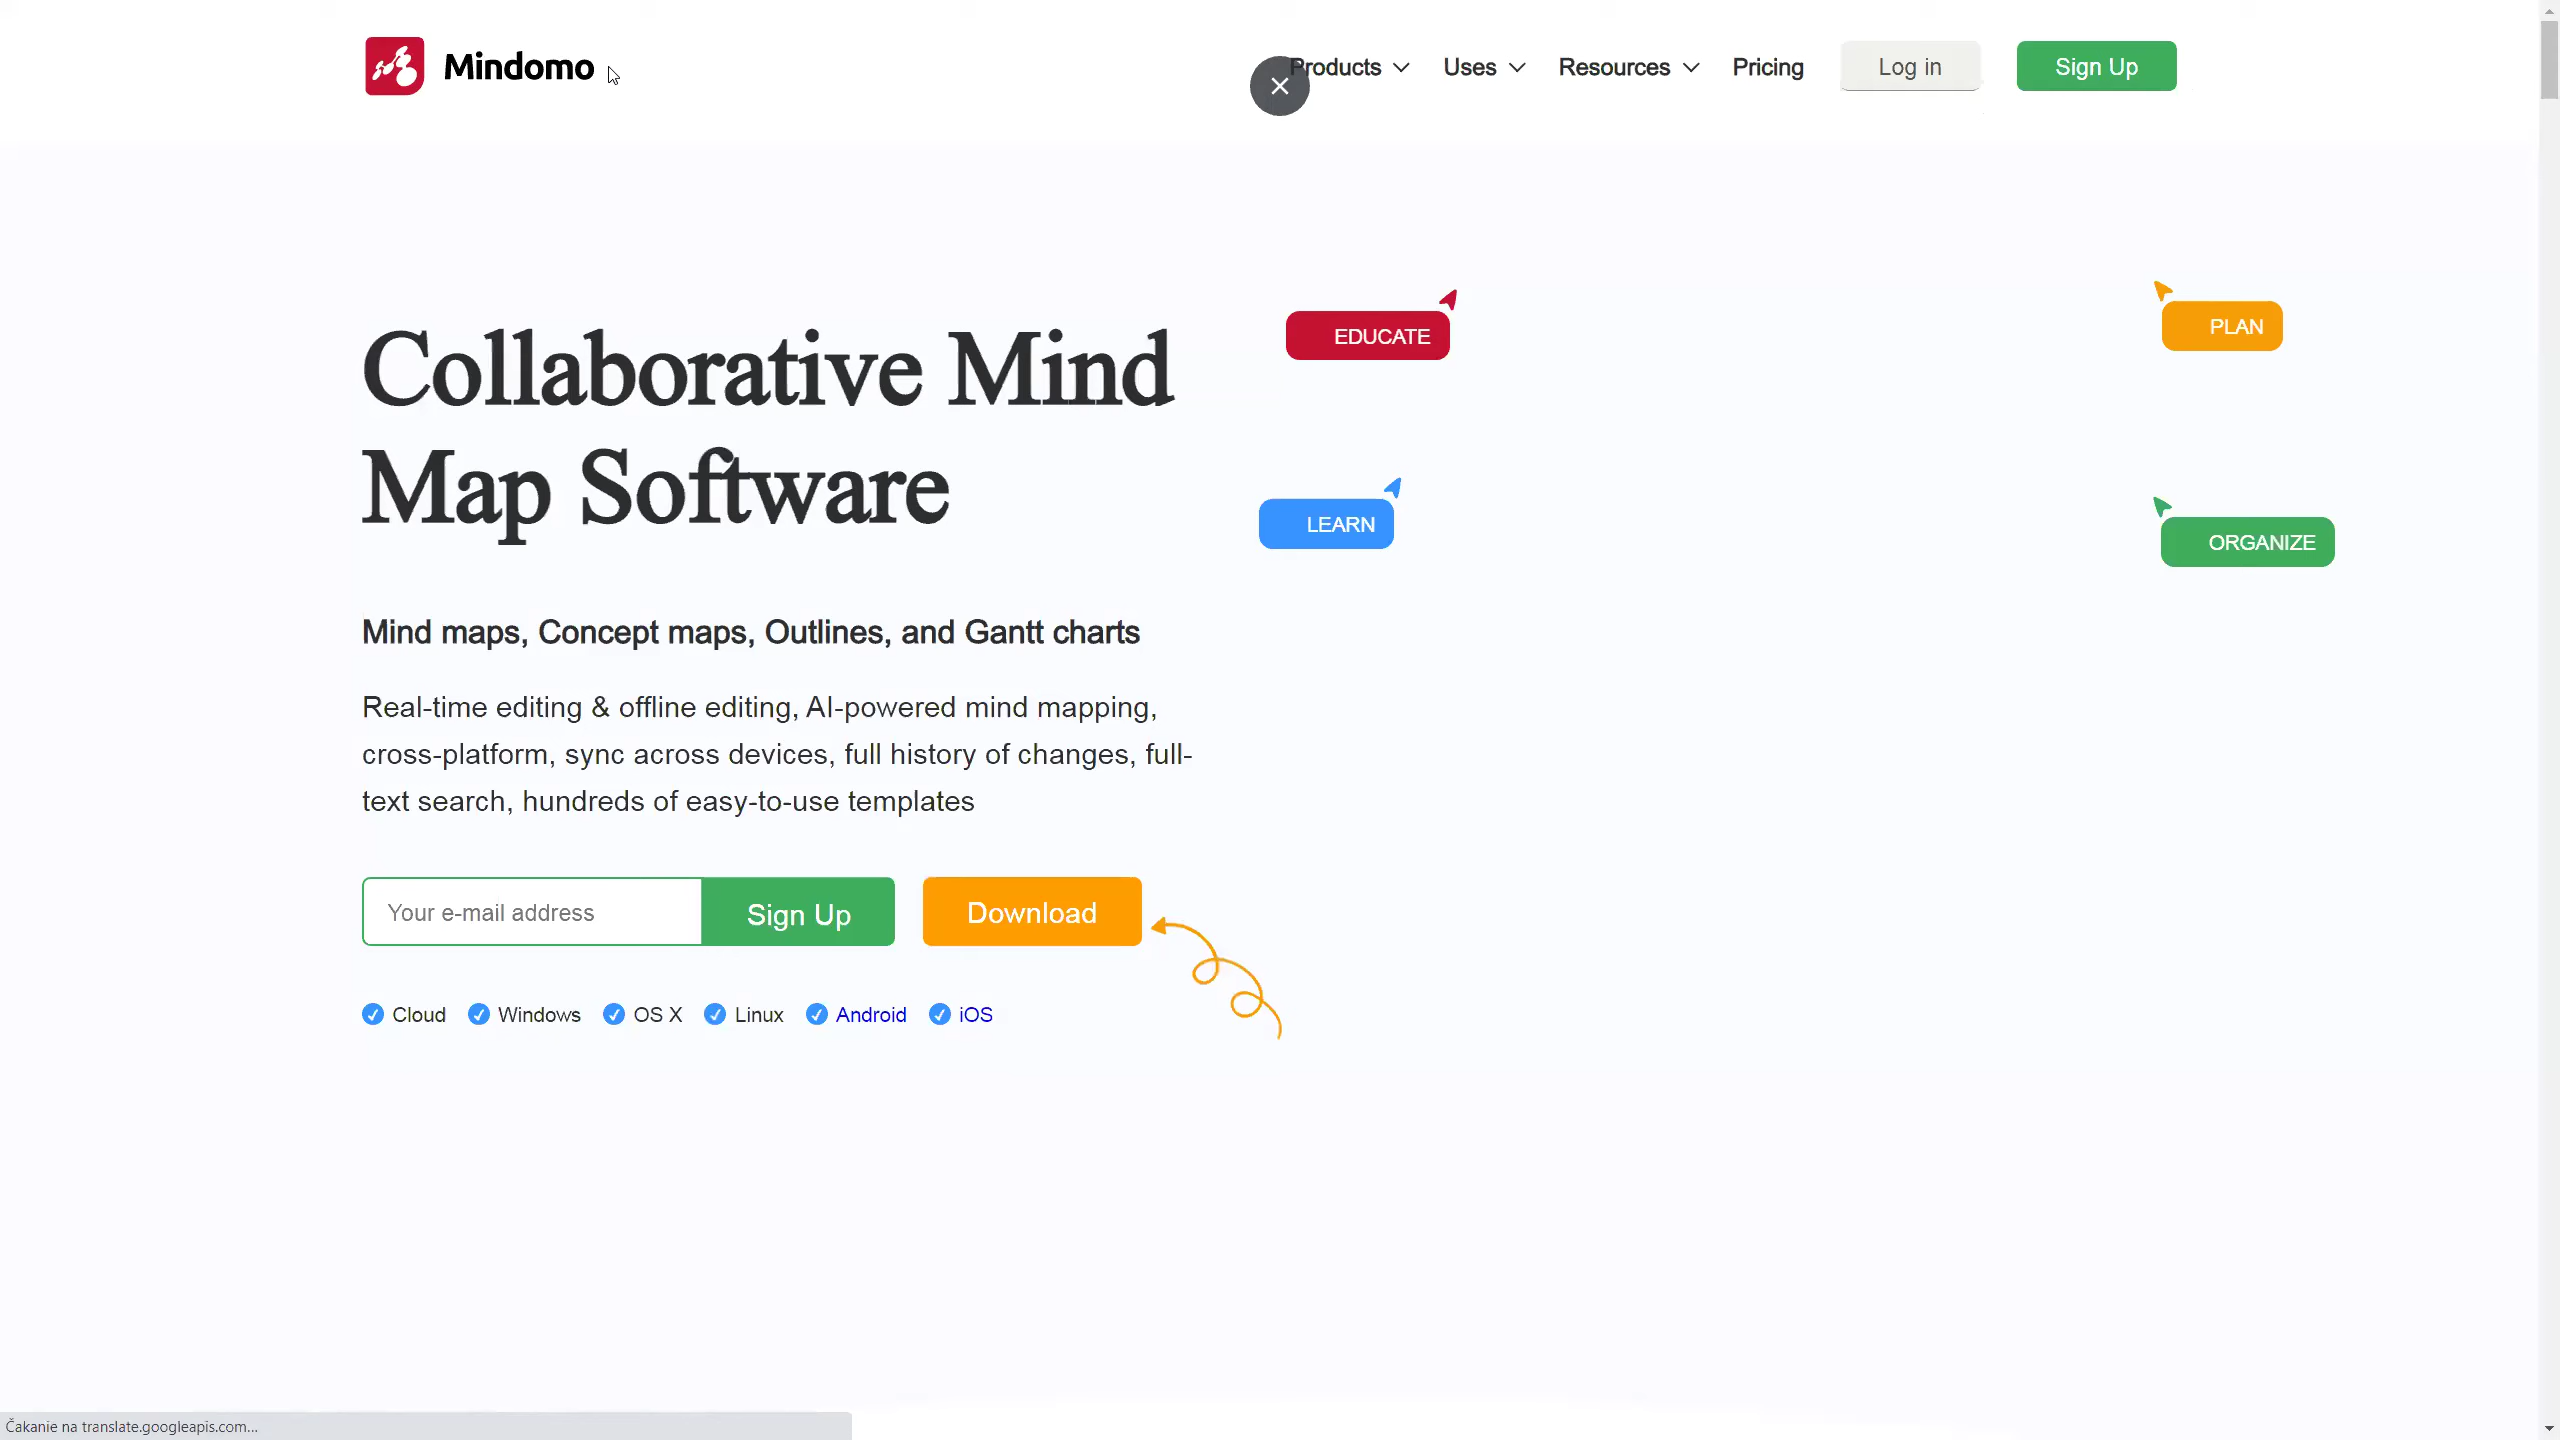 Mindomo
Products
Uses
Resources
Pricing
Log in
Sign Up
Collaborative Mind
Map Software
Mind maps, Concept maps, Outlines, and Gantt charts
Real-time editing & offline editing, AI-powered mind mapping,
cross-platform, sync across devices, full history of changes, full-
text search, hundreds of easy-to-use templates
Your e-mail address
Sign Up
Download
Cloud
Windows
OS X
Linux
Android
iOS
EDUCATE
PLAN
LEARN
ORGANIZE
Čakanie na translate.googleapis.com...